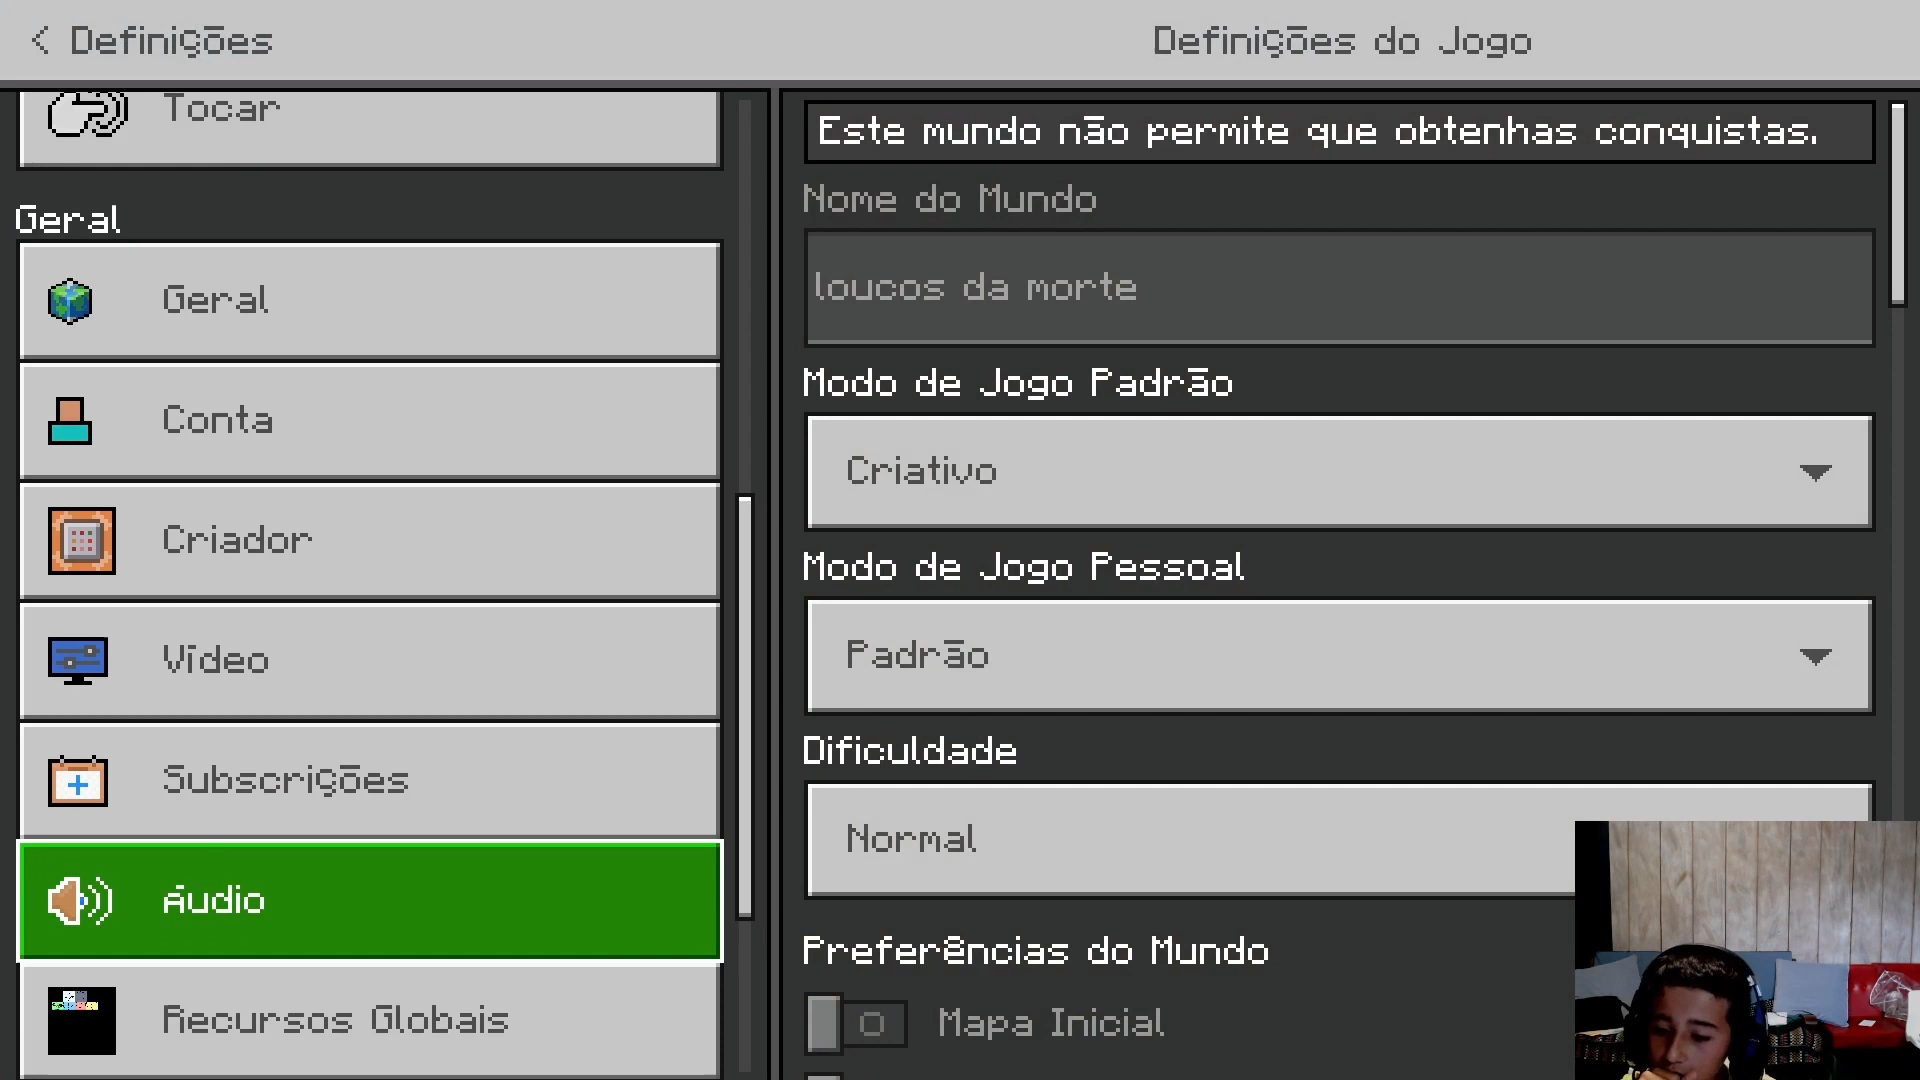 Definições
Definições do Jogo
Tocar
Geral
Geral
Conta
Criador
Vídeo
Subscrições
Áudio
Recursos Globais
Este mundo não permite que obtenhas conquistas.
Nome do Mundo
loucos da morte
Modo de Jogo Padrão
Criativo
Modo de Jogo Pessoal
Padrão
Dificuldade
Normal
Preferências do Mundo
Mapa Inicial